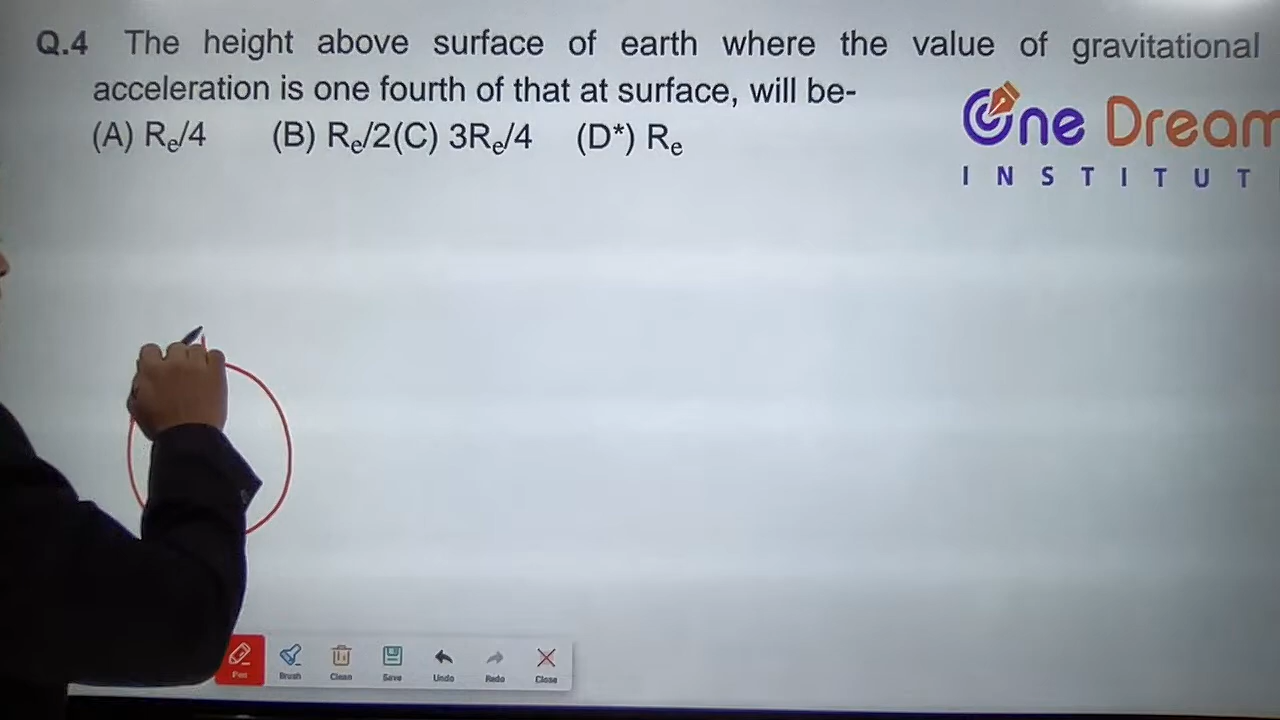 Q.4 The height above surface of earth where the value of gravitational
acceleration is one fourth of that at surface, will be-
(A) Rₑ/4 (B) Rₑ/2(C) 3Rₑ/4 (D*) Rₑ
One Dream
INSTITUT
Pen Brush Clean Save Undo Redo Close